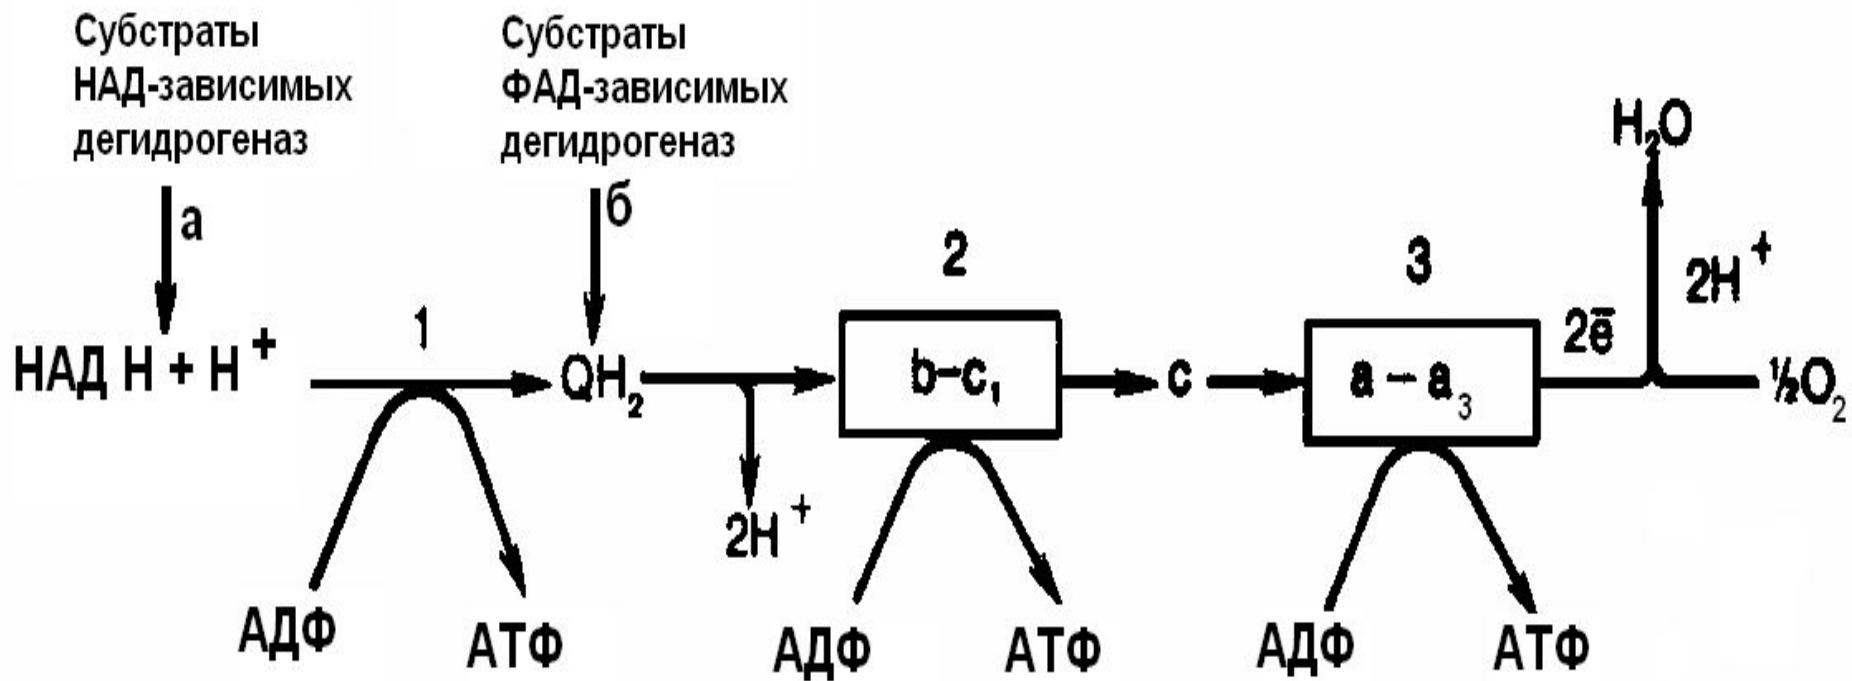 Субстраты
НАД-зависимых
дегидрогеназ
Субстраты
ФАД-зависимых
дегидрогеназ
а
б
H₂O
2H⁺
1
2
3
2ē
НАД H + H⁺
QH₂
b-c₁
c
a - a₃
½O₂
2H⁺
АДФ
АТФ
АДФ
АТФ
АДФ
АТФ